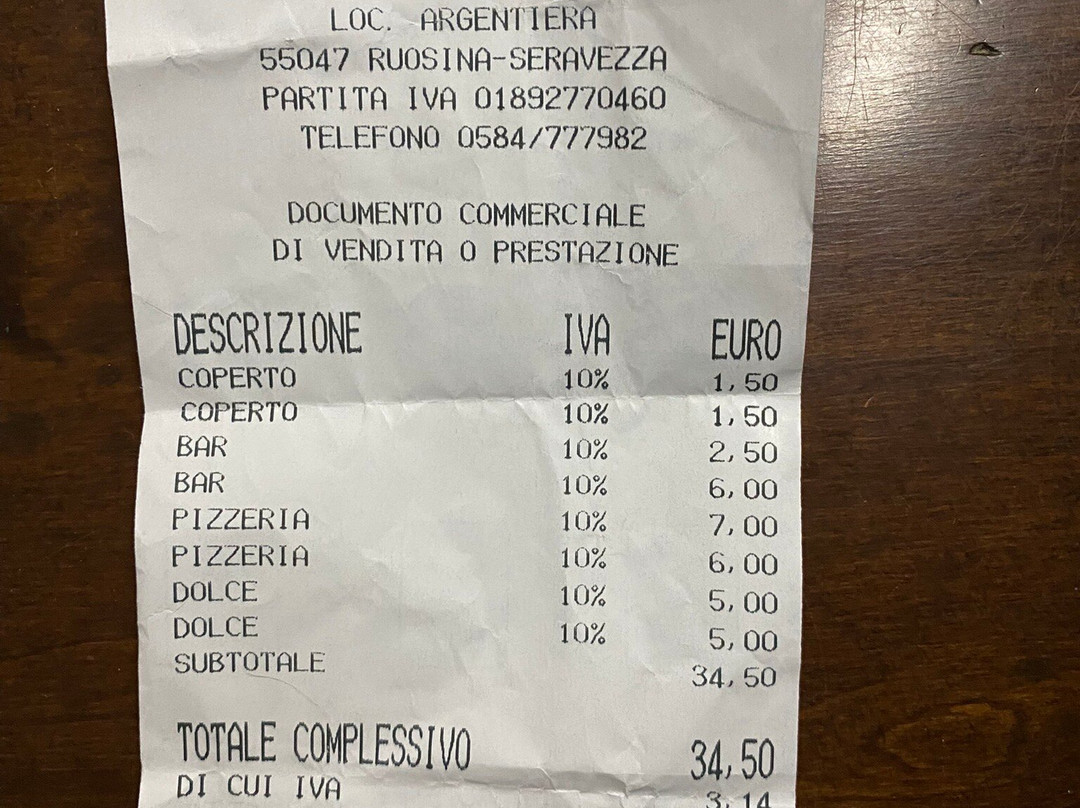 LOC. ARGENTIERA
55047 RUOSINA-SERAVEZZA
PARTITA IVA 01892770460
TELEFONO 0584/777982
DOCUMENTO COMMERCIALE
DI VENDITA O PRESTAZIONE
DESCRIZIONE IVA EURO
COPERTO 10% 1,50
COPERTO 10% 1,50
BAR 10% 2,50
BAR 10% 6,00
PIZZERIA 10% 7,00
PIZZERIA 10% 6,00
DOLCE 10% 5,00
DOLCE 10% 5,00
SUBTOTALE 34,50
TOTALE COMPLESSIVO 34,50
DI CUI IVA 3,14